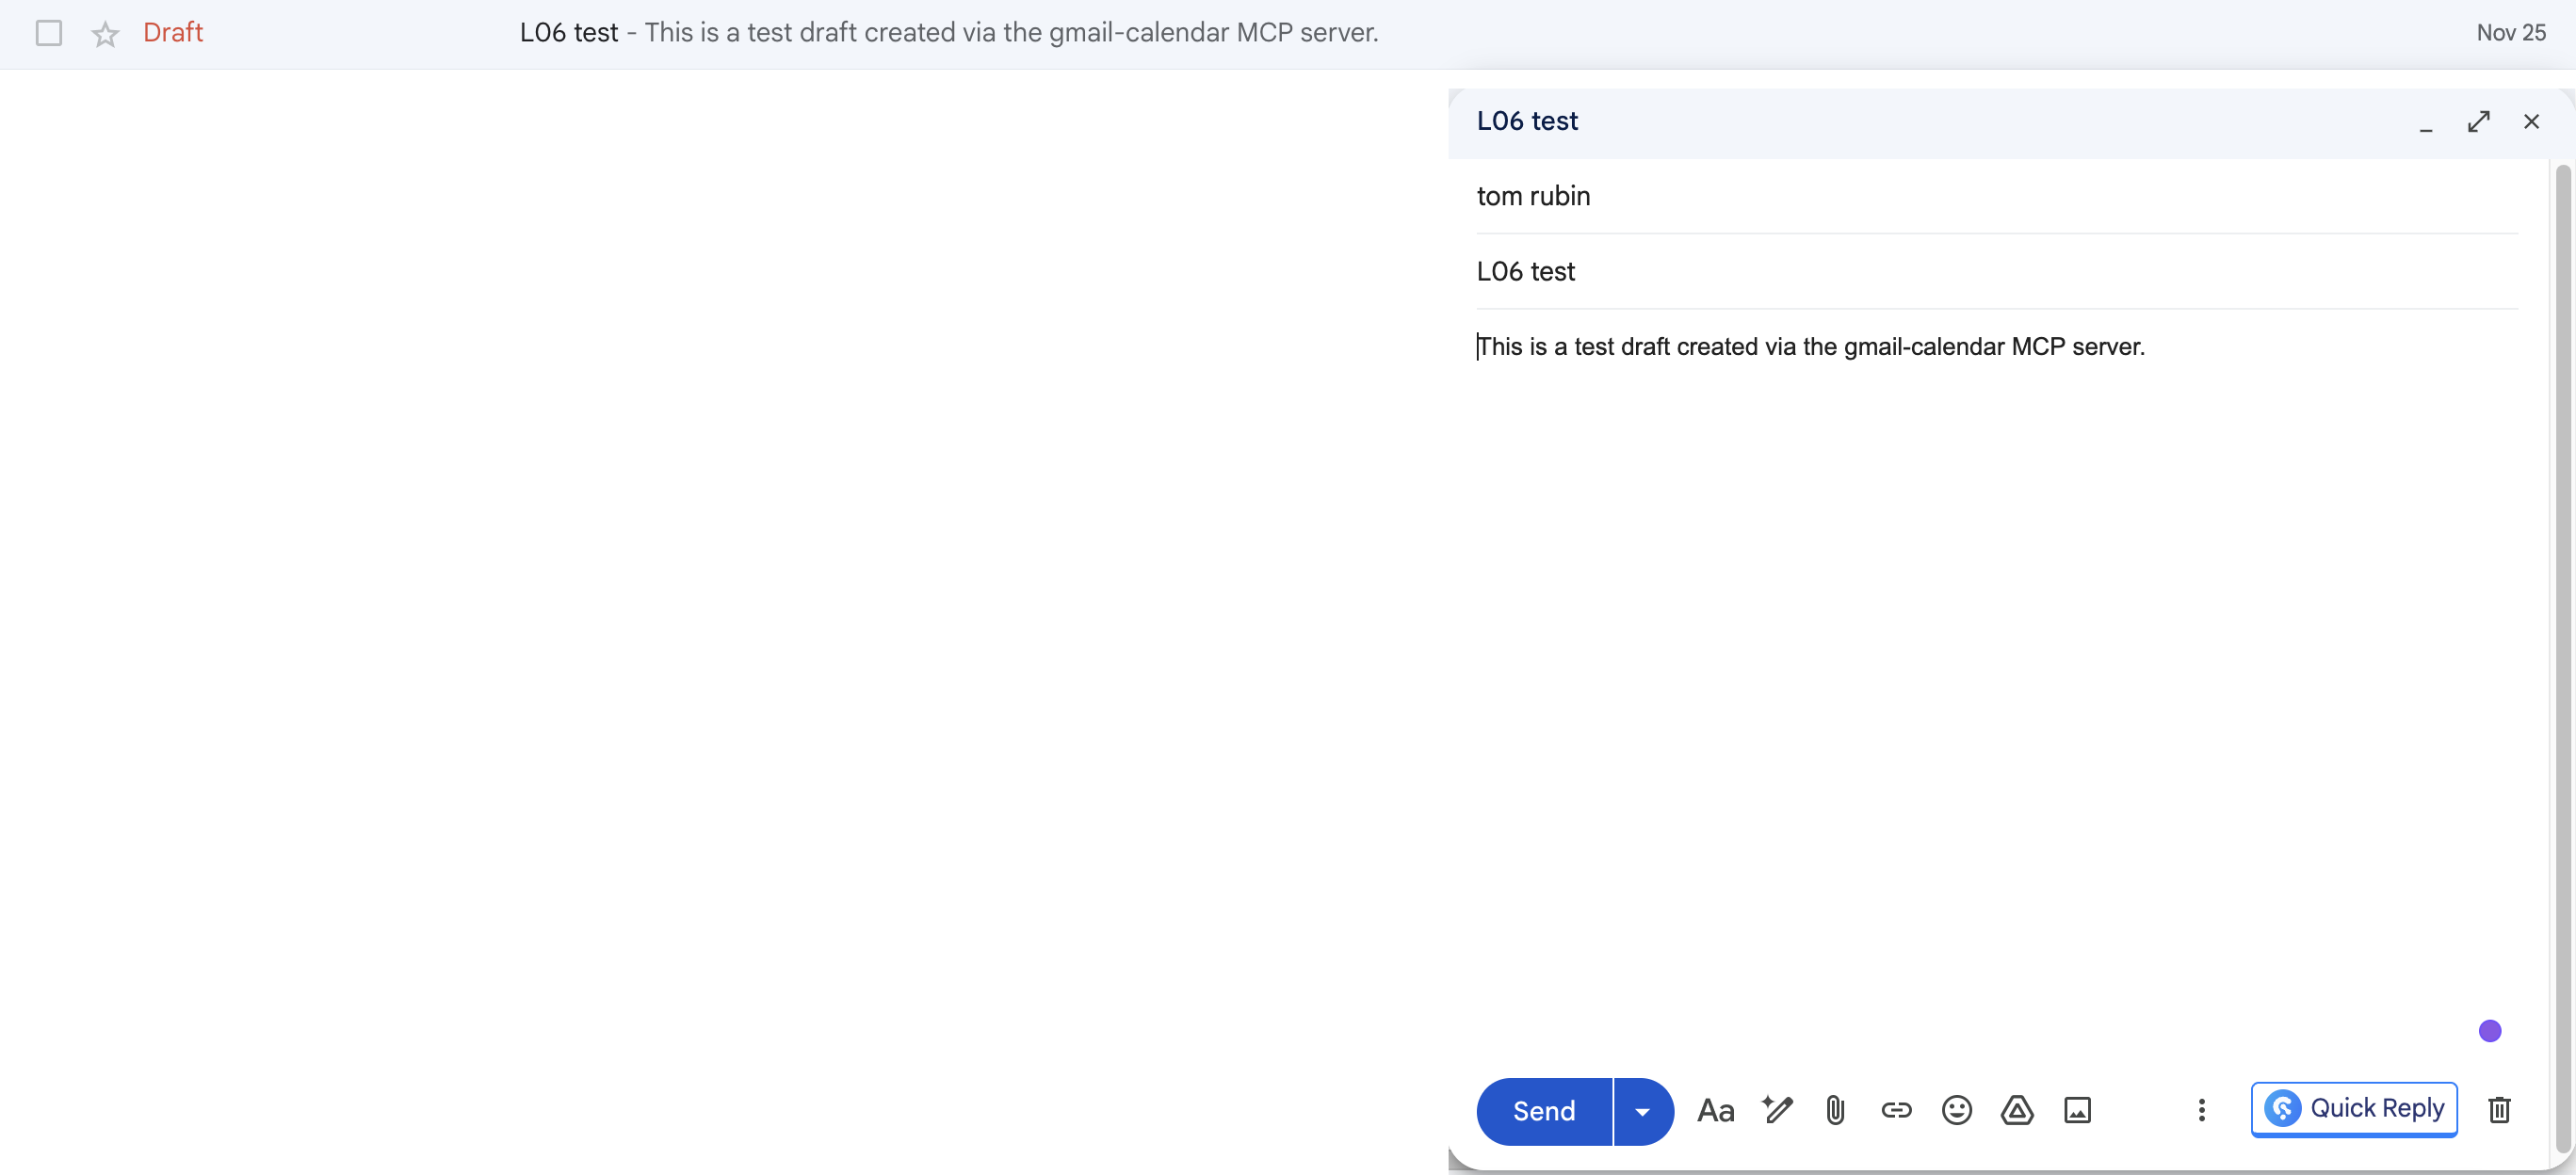 Draft L06 test - This is a test draft created via the gmail-calendar MCP server. Nov 25
L06 test
tom rubin
L06 test
This is a test draft created via the gmail-calendar MCP server.
Send Aa Quick Reply